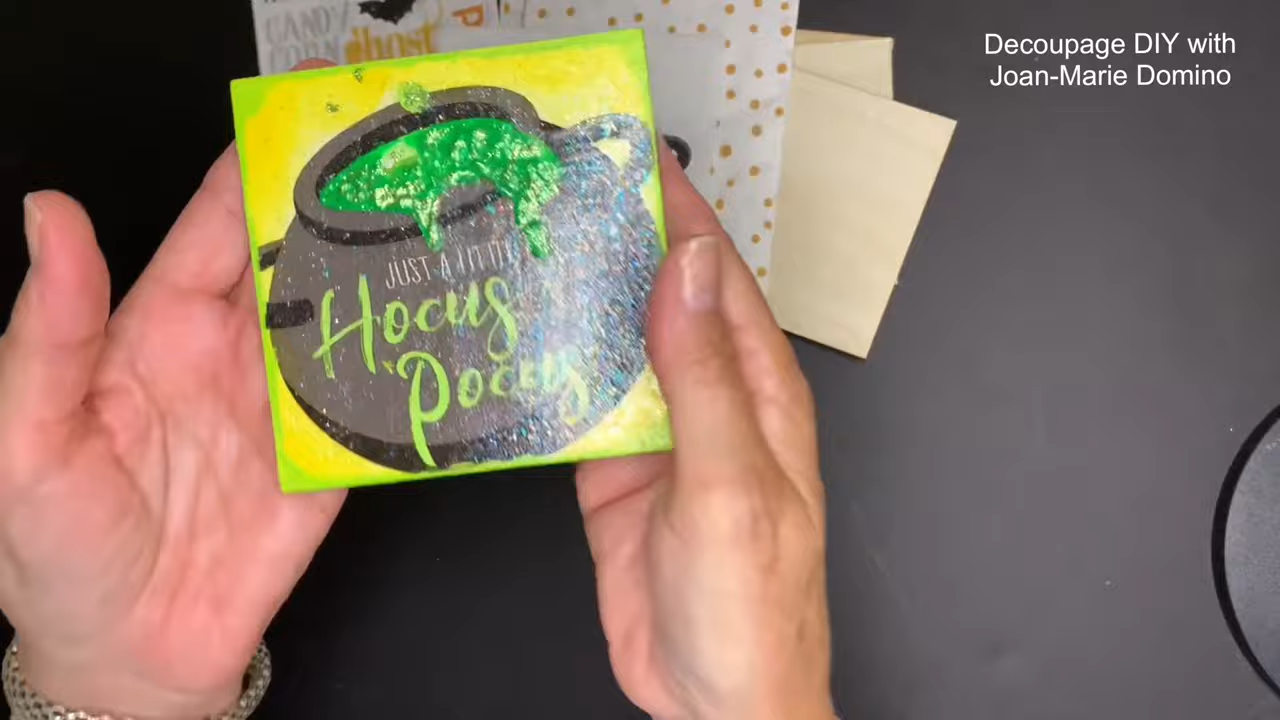 CANDY
CORN ghost
P
Decoupage DIY with
Joan-Marie Domino
JUST A LITTLE
Hocus
Pocus